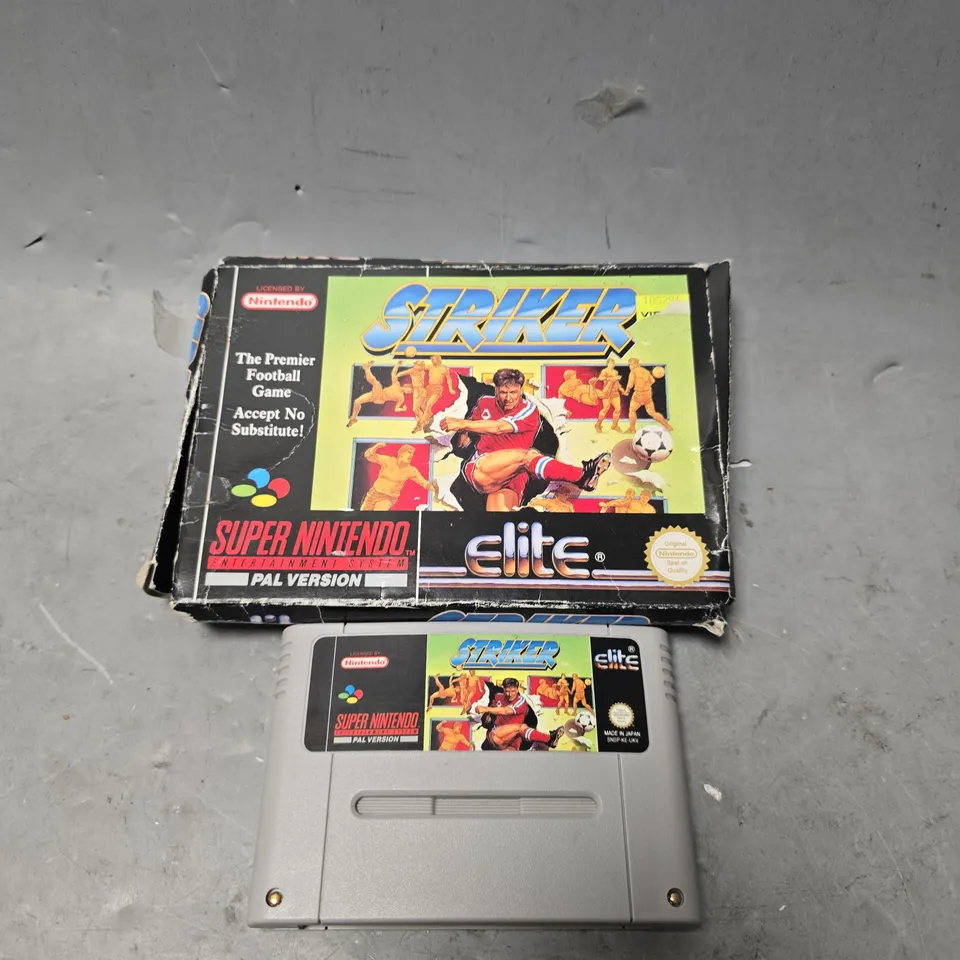 LICENSED BY
Nintendo
The Premier
Football
Game
Accept No
Substitute!
STRIKER
SUPER NINTENDO
TM
ENTERTAINMENT SYSTEM
PAL VERSION
elite ®
Original
Nintendo
Seal of
Quality
STRIKER
LICENSED BY
Nintendo
SUPER NINTENDO
ENTERTAINMENT SYSTEM
PAL VERSION
STRIKER
elite ®
MADE IN JAPAN
SNSP-KE-UKV